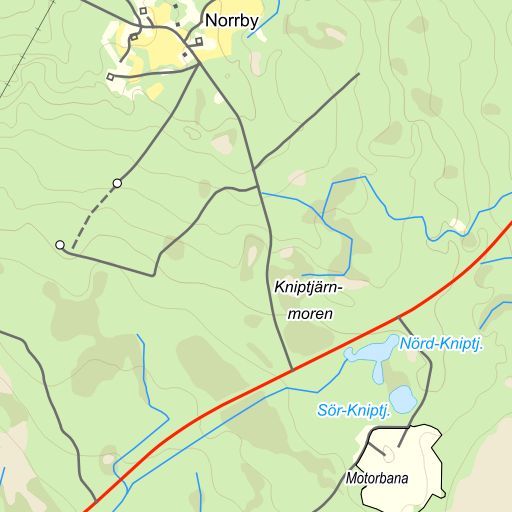 Norrby
Kniptjärn-
moren
Nörd-Kniptj.
Sör-Kniptj.
Motorbana